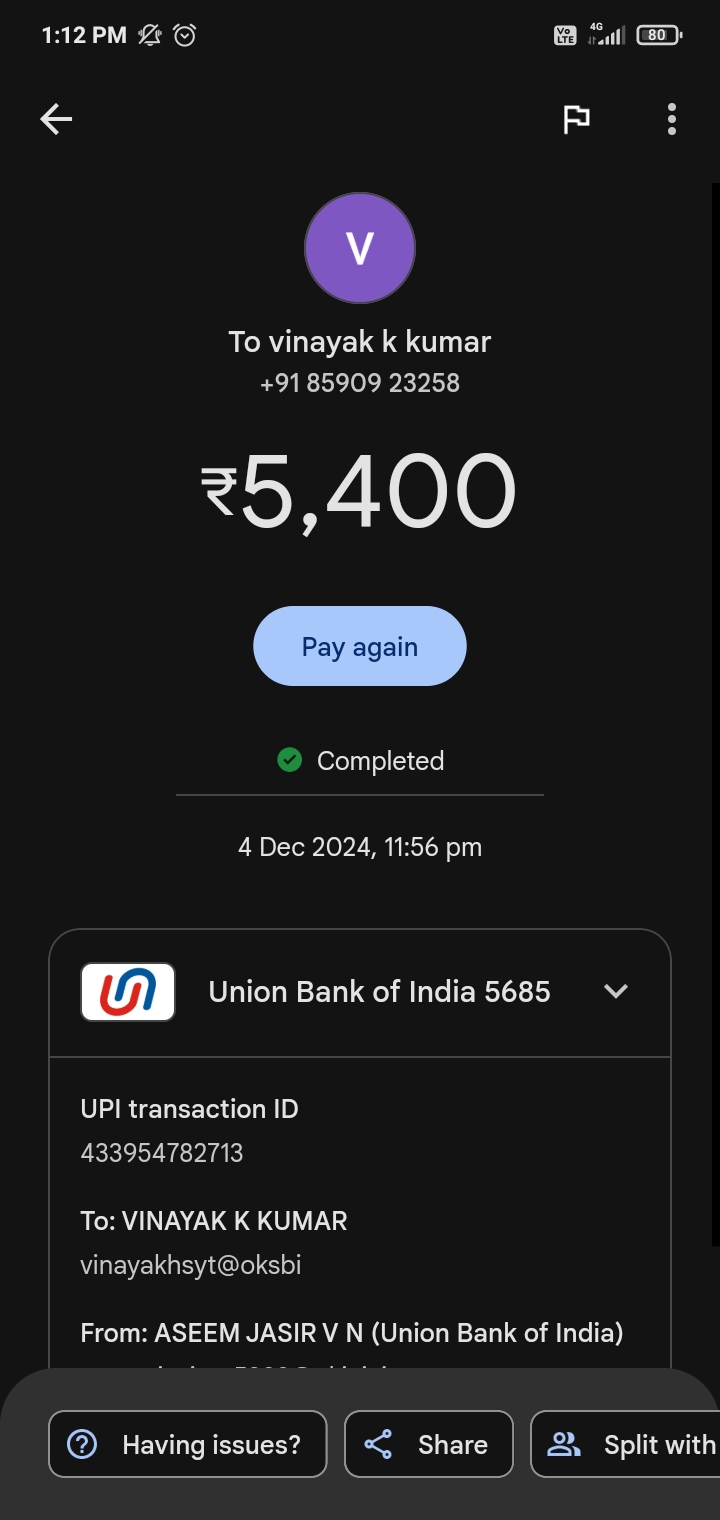 1:12 PM
Vo LTE 4G 80
V
To vinayak k kumar
+91 85909 23258
₹5,400
Pay again
Completed
4 Dec 2024, 11:56 pm
Union Bank of India 5685
UPI transaction ID
433954782713
To: VINAYAK K KUMAR
vinayakhsyt@oksbi
From: ASEEM JASIR V N (Union Bank of India)
Having issues? Share Split with